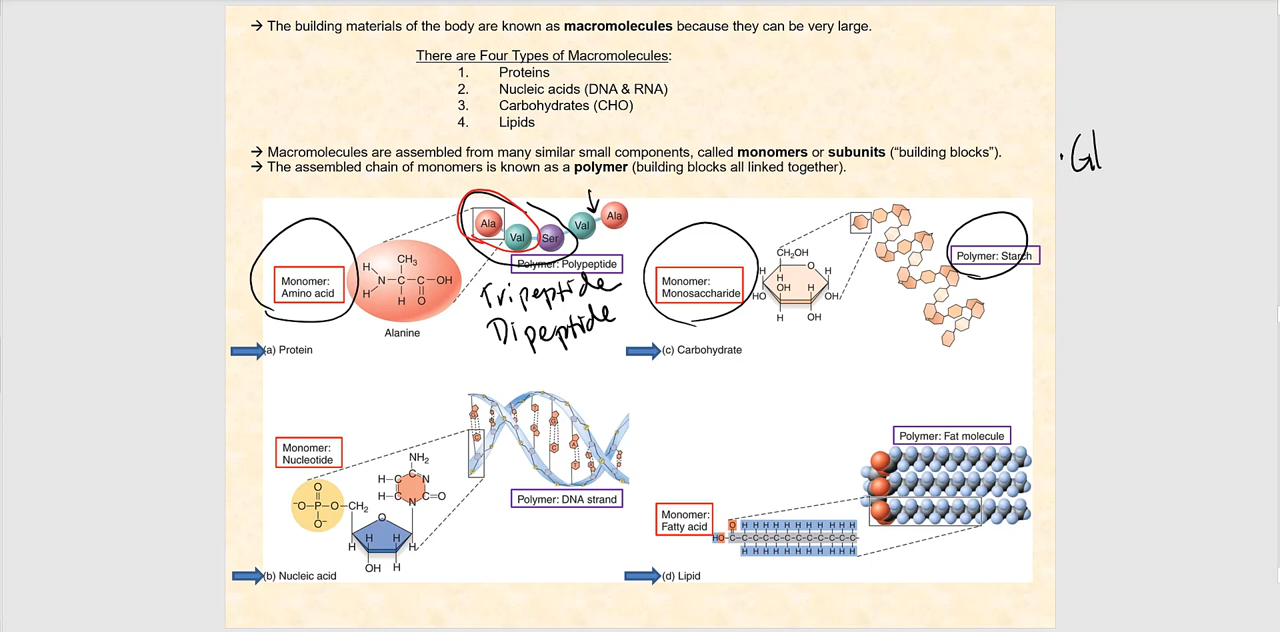 → The building materials of the body are known as macromolecules because they can be very large.
There are Four Types of Macromolecules:
1. Proteins
2. Nucleic acids (DNA & RNA)
3. Carbohydrates (CHO)
4. Lipids
→ Macromolecules are assembled from many similar small components, called monomers or subunits (“building blocks”).
→ The assembled chain of monomers is known as a polymer (building blocks all linked together).
· Gl
Monomer:
Amino acid
CH3
H
N–C–C–OH
H
H O
Alanine
Ala
Val
Ser
Val
Ala
Polymer: Polypeptide
Tripeptide
Dipeptide
(a) Protein
Monomer:
Monosaccharide
CH2OH
O
H H H
OH H
HO OH
H OH
Polymer: Starch
(c) Carbohydrate
Monomer:
Nucleotide
NH2
H–C C N
H–C C=O
N
O
⁻O–P–O–CH2
O⁻
O
H H H H
OH H
Polymer: DNA strand
(b) Nucleic acid
Monomer:
Fatty acid
O H H H H H H H H H H H
HO–C–C–C–C–C–C–C–C–C–C–C–C
H H H H H H H H H H H
Polymer: Fat molecule
(d) Lipid